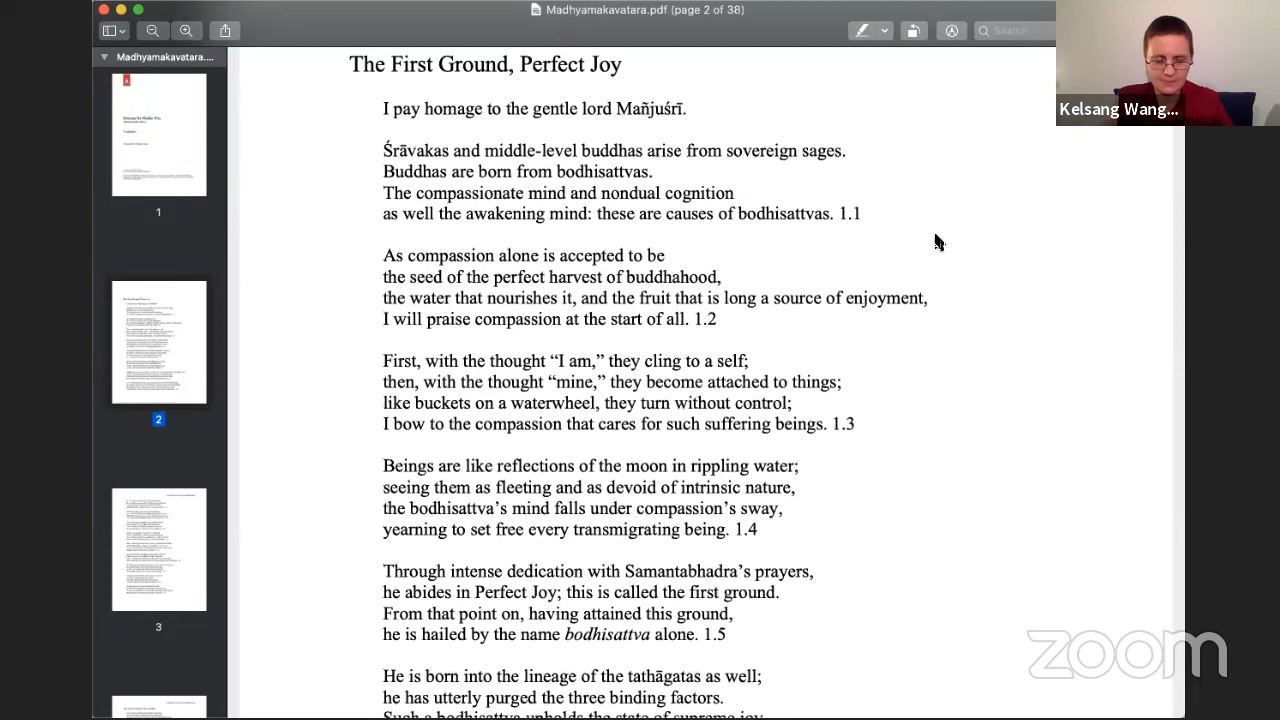 Madhyamakavatara.pdf (page 2 of 38)
Search
Madhyamakavatara....
1
2
3
The First Ground, Perfect Joy
I pay homage to the gentle lord Mañjuśrī.
Śrāvakas and middle-level buddhas arise from sovereign sages.
Buddhas are born from bodhisattvas.
The compassionate mind and nondual cognition
as well the awakening mind: these are causes of bodhisattvas. 1.1
As compassion alone is accepted to be
the seed of the perfect harvest of buddhahood,
the water that nourishes it, and the fruit that is long a source of enjoyment,
I will praise compassion at the start of all. 1.2
First, with the thought “I am,” they cling to a self;
then, with the thought “mine,” they become attached to things;
like buckets on a waterwheel, they turn without control;
I bow to the compassion that cares for such suffering beings. 1.3
Beings are like reflections of the moon in rippling water;
seeing them as fleeting and as devoid of intrinsic nature,
the bodhisattva’s mind falls under compassion’s sway,
yearning to set free every transmigrating being. 1.4
Through intense dedication with Samantabhadra’s prayers,
he abides in Perfect Joy; this is called the first ground.
From that point on, having attained this ground,
he is hailed by the name bodhisattva alone. 1.5
He is born into the lineage of the tathāgatas as well;
he has utterly purged the three binding factors.
Such a bodhisattva upholds the state of supreme joy
Kelsang Wang...
zoom